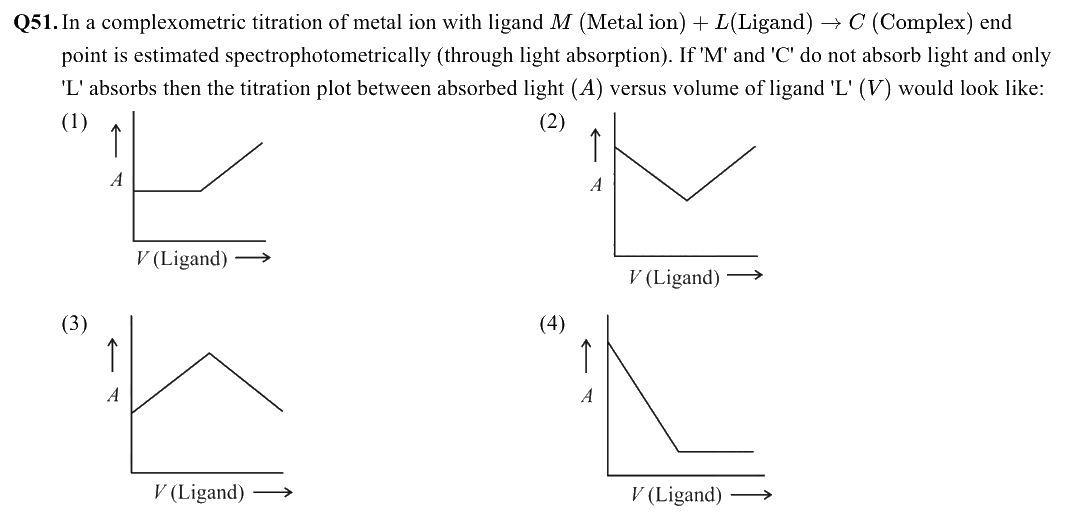 Q51. In a complexometric titration of metal ion with ligand M (Metal ion) + L(Ligand) → C (Complex) end
point is estimated spectrophotometrically (through light absorption). If 'M' and 'C' do not absorb light and only
'L' absorbs then the titration plot between absorbed light (A) versus volume of ligand 'L' (V) would look like:
(1)
A
V (Ligand) →
(2)
A
V (Ligand) →
(3)
A
V (Ligand) →
(4)
A
V (Ligand) →